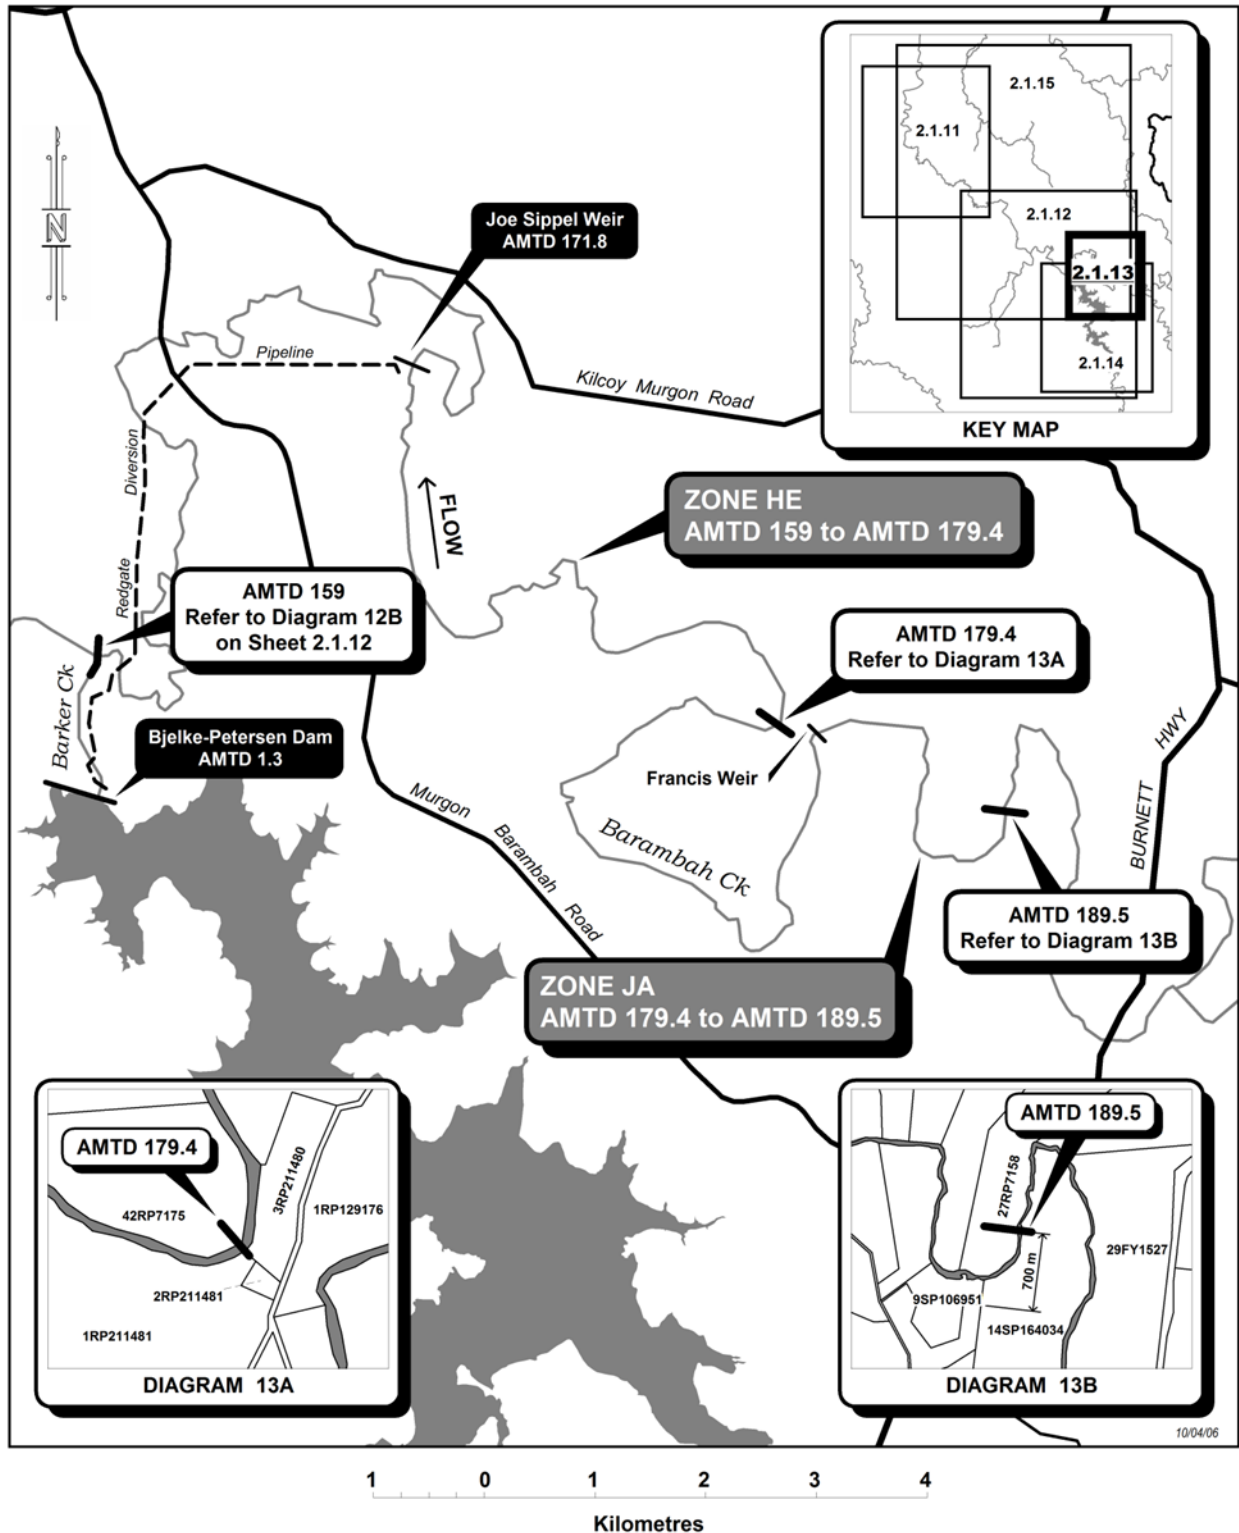 2.1.15
2.1.11
2.1.12
2.1.13
2.1.14
KEY MAP
N
Joe Sippel Weir
AMTD 171.8
Pipeline
Kilcoy Murgon Road
Diversion
FLOW
ZONE HE
AMTD 159 to AMTD 179.4
Redgate
AMTD 159
Refer to Diagram 12B
on Sheet 2.1.12
AMTD 179.4
Refer to Diagram 13A
Barker Ck
Bjelke-Petersen Dam
AMTD 1.3
Francis Weir
HWY
BURNETT
Murgon
Barambah
Road
Barambah Ck
AMTD 189.5
Refer to Diagram 13B
ZONE JA
AMTD 179.4 to AMTD 189.5
AMTD 179.4
3RP211480
42RP7175
1RP129176
2RP211481
1RP211481
DIAGRAM 13A
AMTD 189.5
27RP7158
29FY1527
700 m
9SP106951
14SP164034
DIAGRAM 13B
10/04/06
1 0 1 2 3 4
Kilometres